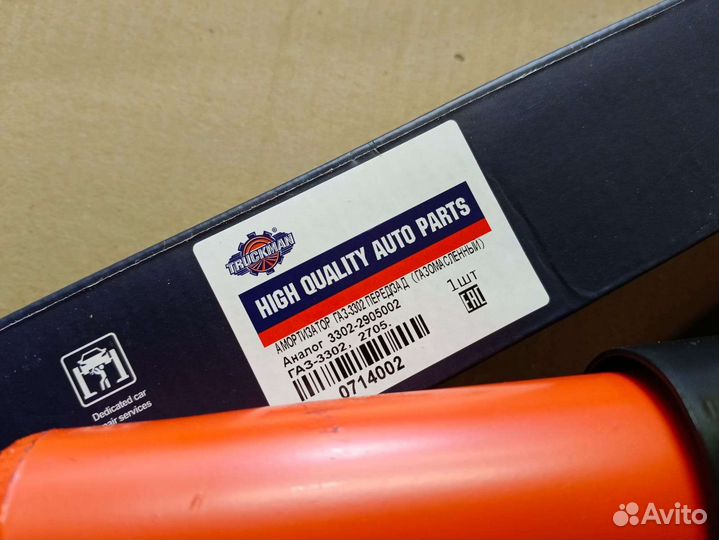 TRUCKMAN
HIGH QUALITY AUTO PARTS
АМОРТИЗАТОР ГАЗ-3302 ПЕРЕД/ЗАД (ГАЗОМАСЛЕННЫЙ)
Аналог 3302-2905002
1шт
ГАЗ-3302, 2705.
EAC
0714002
Dedicated car
repair services
Avito